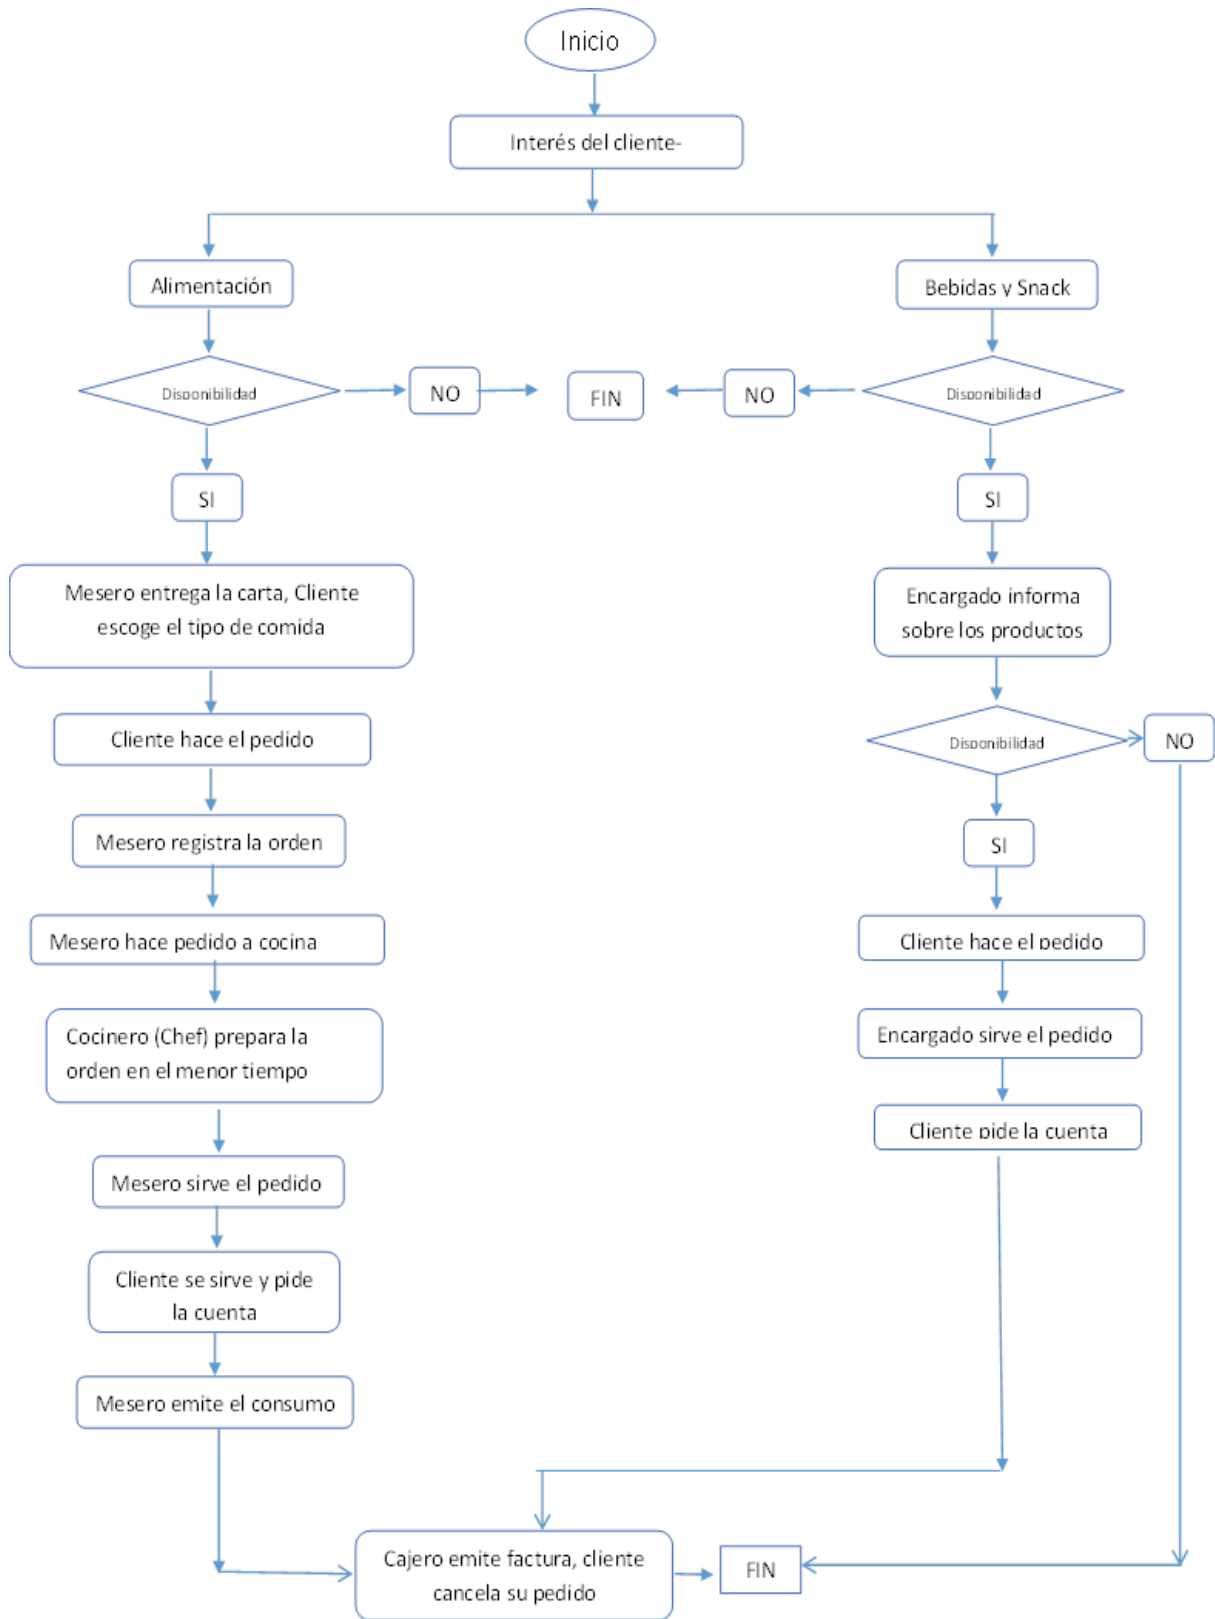 Inicio
Interés del cliente-
Alimentación
Bebidas y Snack
Disponibilidad
NO
FIN
NO
Disponibilidad
SI
SI
Mesero entrega la carta, Cliente
escoge el tipo de comida
Encargado informa
sobre los productos
Cliente hace el pedido
Disponibilidad
NO
Mesero registra la orden
SI
Mesero hace pedido a cocina
Cliente hace el pedido
Cocinero (Chef) prepara la
orden en el menor tiempo
Encargado sirve el pedido
Cliente pide la cuenta
Mesero sirve el pedido
Cliente se sirve y pide
la cuenta
Mesero emite el consumo
Cajero emite factura, cliente
cancela su pedido
FIN